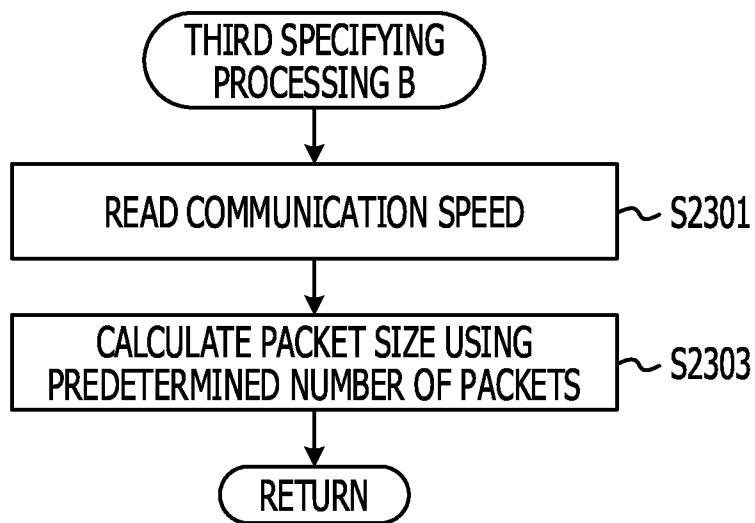 THIRD SPECIFYING
PROCESSING B
READ COMMUNICATION SPEED
S2301
CALCULATE PACKET SIZE USING
PREDETERMINED NUMBER OF PACKETS
S2303
RETURN